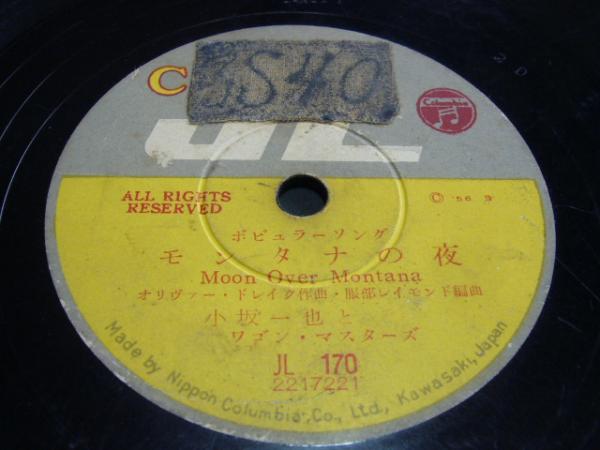 C
3S40
Columbia
JL
ALL RIGHTS
RESERVED
© '56. 9
ポピュラーソング
モンタナの夜
Moon Over Montana
オリヴァー・ドレイク作曲・服部レイモンド編曲
小坂一也と
ワゴン・マスターズ
JL 170
2217221
Made by Nippon Columbia Co., Ltd., Kawasaki, Japan